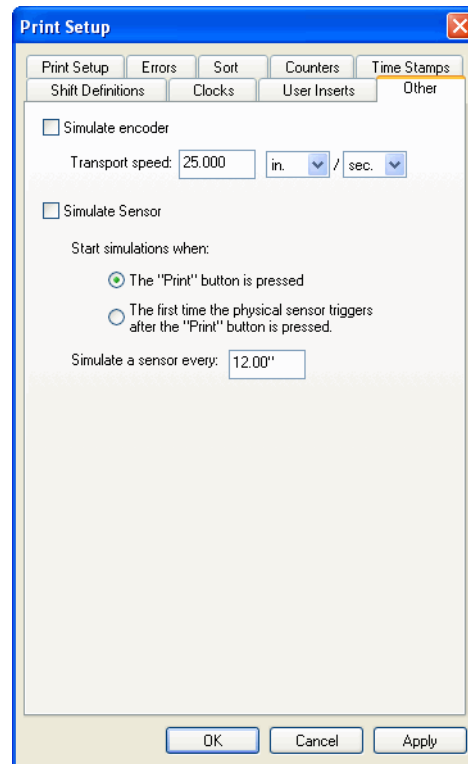 Print Setup
Print Setup Errors Sort Counters Time Stamps
Shift Definitions Clocks User Inserts Other
Simulate encoder
Transport speed: 25.000 in. / sec.
Simulate Sensor
Start simulations when:
The "Print" button is pressed
The first time the physical sensor triggers
after the "Print" button is pressed.
Simulate a sensor every: 12.00"
OK Cancel Apply